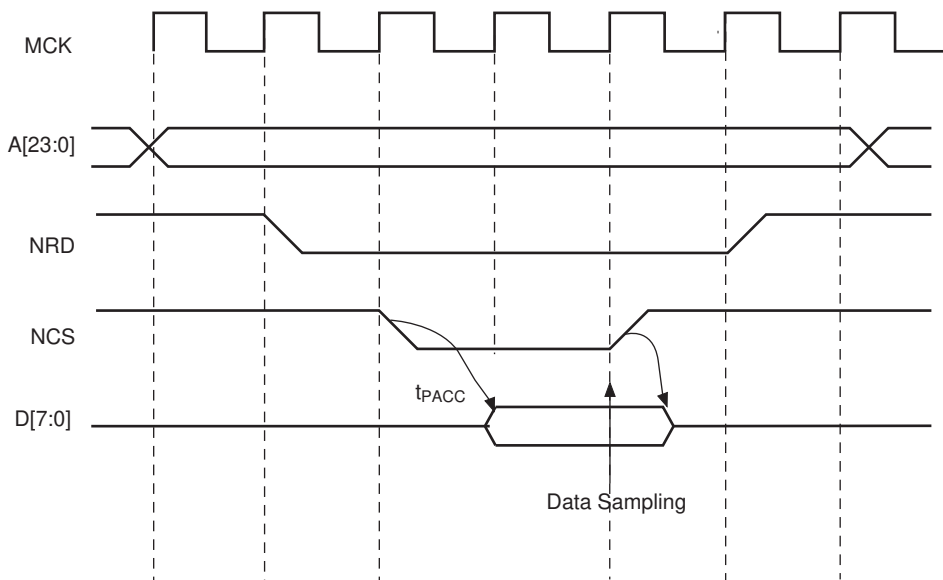 MCK
A[23:0]
NRD
NCS
tPACC
D[7:0]
Data Sampling